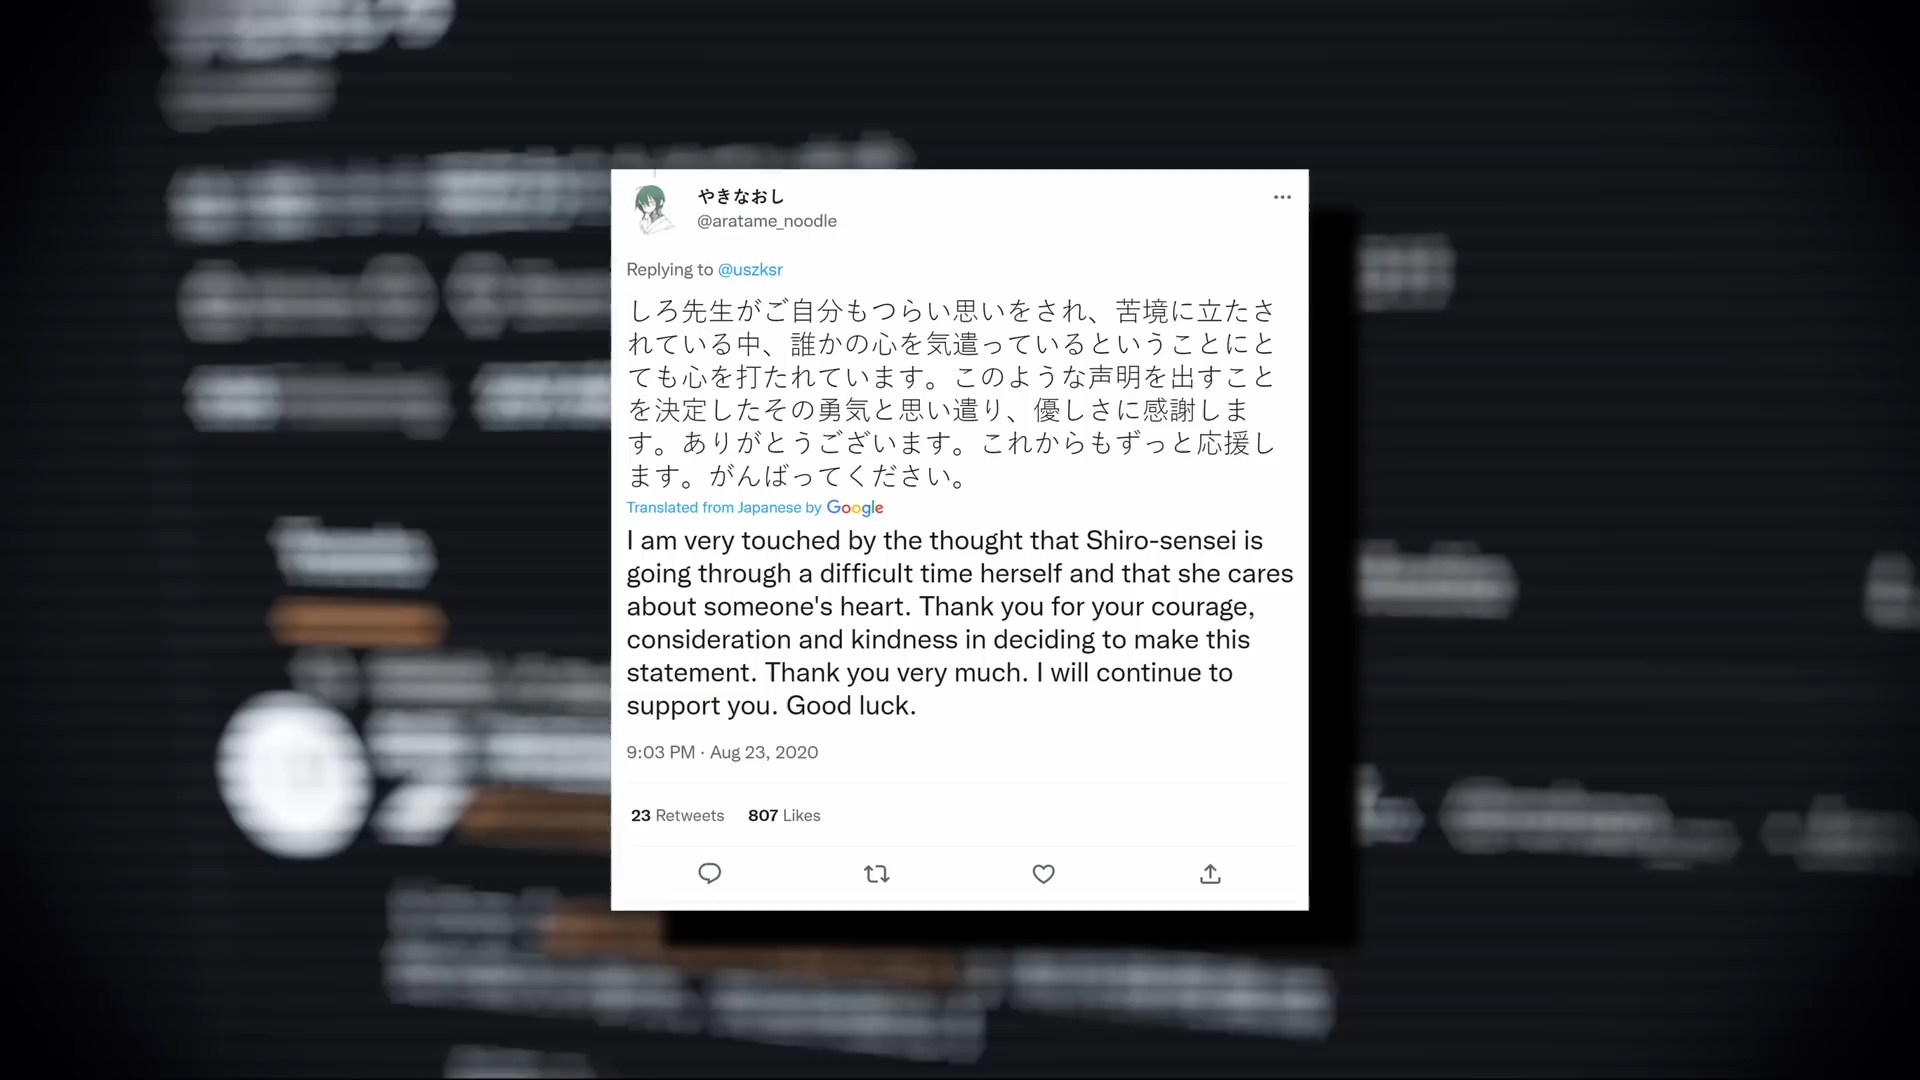 やきなおし
@aratame_noodle
Replying to @uszksr
しろ先生がご自分もつらい思いをされ、苦境に立たさ
れている中、誰かの心を気遣っているということにと
ても心を打たれています。このような声明を出すこと
を決定したその勇気と思い遣り、優しさに感謝しま
す。ありがとうございます。これからもずっと応援し
ます。がんばってください。
Translated from Japanese by Google
I am very touched by the thought that Shiro-sensei is
going through a difficult time herself and that she cares
about someone's heart. Thank you for your courage,
consideration and kindness in deciding to make this
statement. Thank you very much. I will continue to
support you. Good luck.
9:03 PM · Aug 23, 2020
23 Retweets 807 Likes